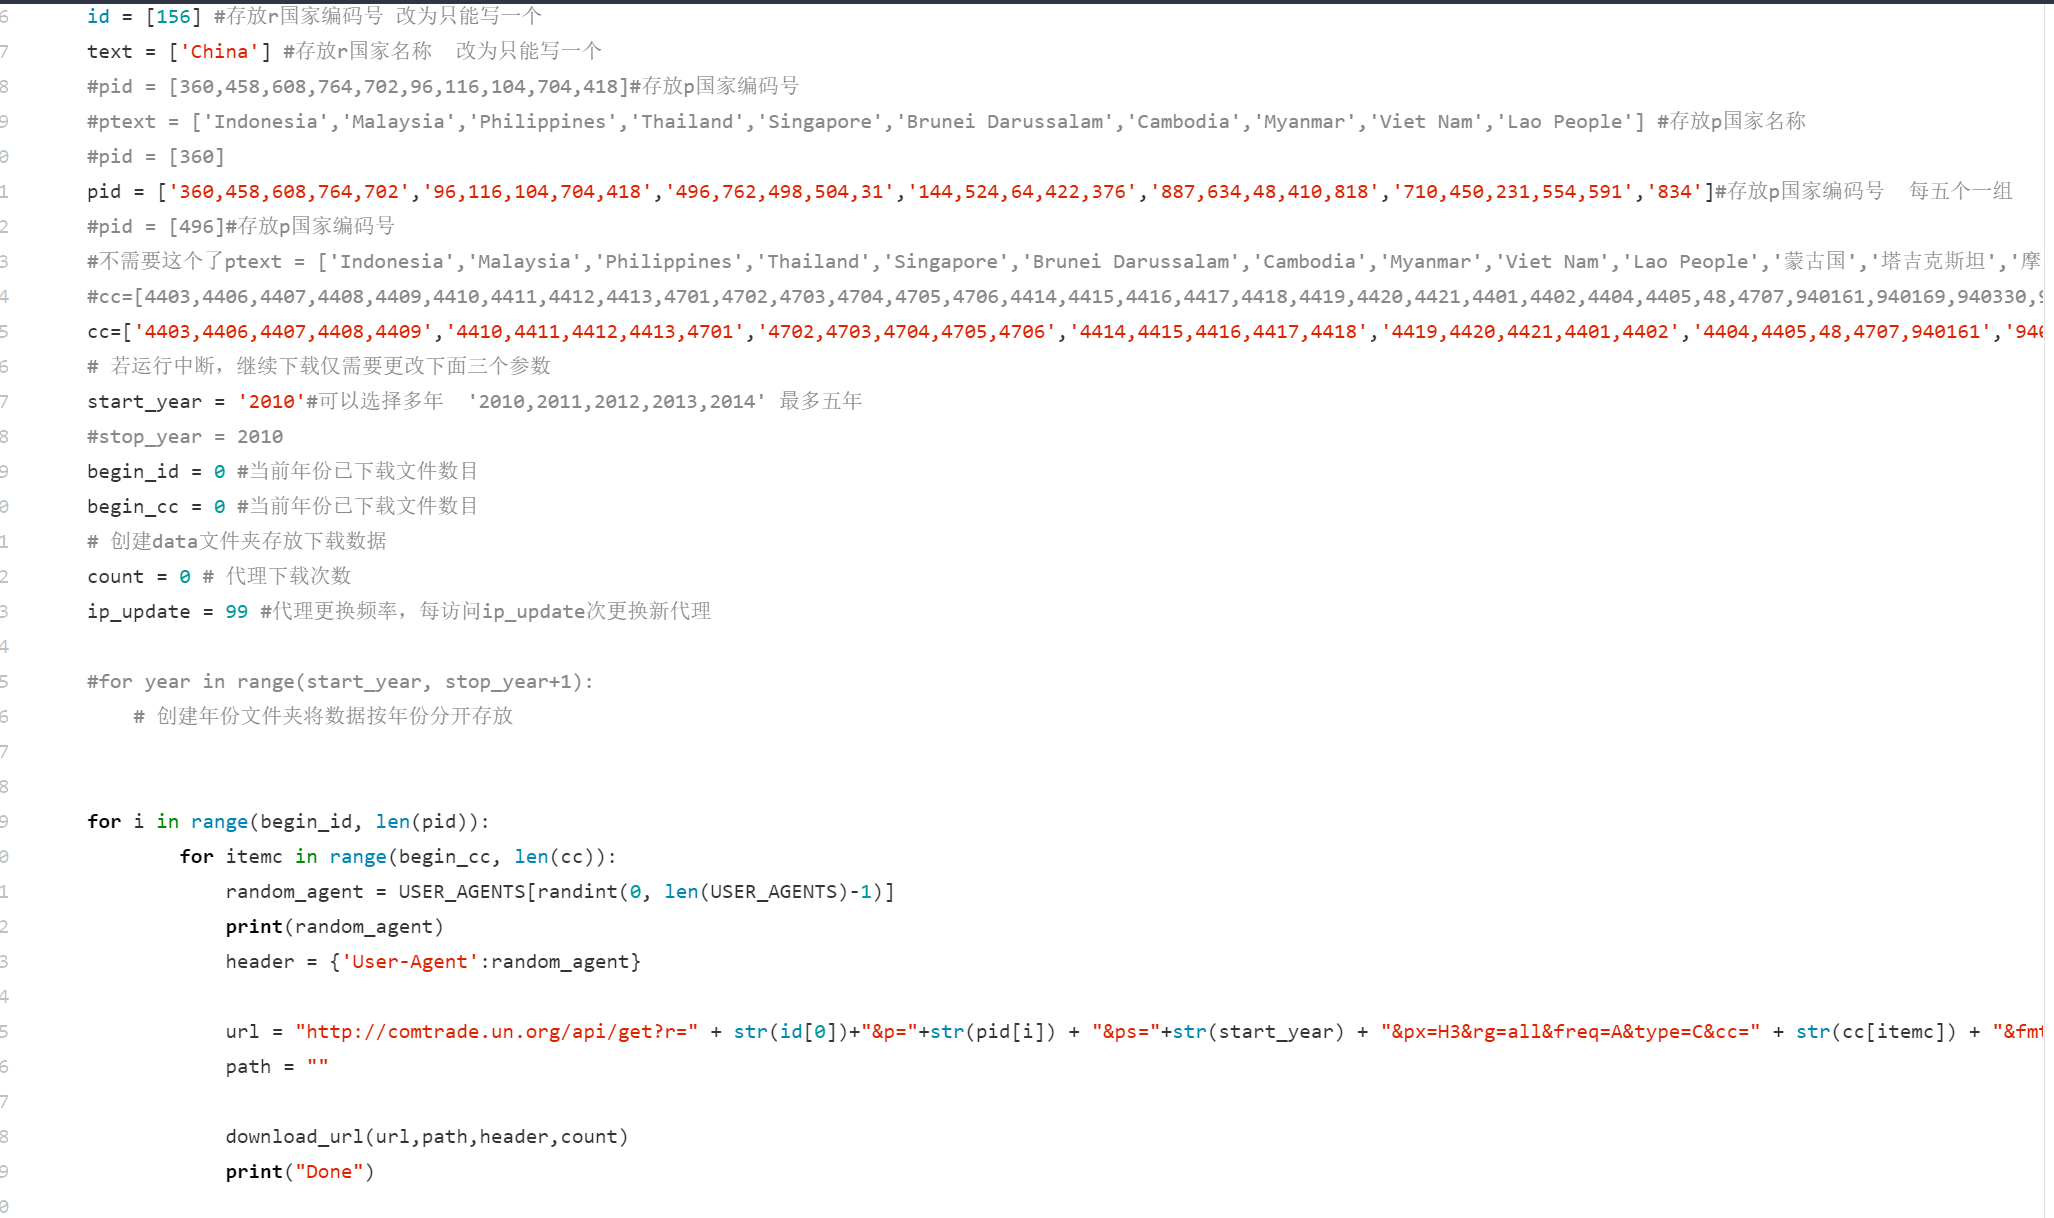 6 id = [156] #存放r国家编码号 改为只能写一个
7 text = ['China'] #存放r国家名称  改为只能写一个
8 #pid = [360,458,608,764,702,96,116,104,704,418]#存放p国家编码号
9 #ptext = ['Indonesia','Malaysia','Philippines','Thailand','Singapore','Brunei Darussalam','Cambodia','Myanmar','Viet Nam','Lao People'] #存放p国家名称
0 #pid = [360]
1 pid = ['360,458,608,764,702','96,116,104,704,418','496,762,498,504,31','144,524,64,422,376','887,634,48,410,818','710,450,231,554,591','834']#存放p国家编码号  每五个一组
2 #pid = [496]#存放p国家编码号
3 #不需要这个了ptext = ['Indonesia','Malaysia','Philippines','Thailand','Singapore','Brunei Darussalam','Cambodia','Myanmar','Viet Nam','Lao People','蒙古国','塔吉克斯坦','摩
4 #cc=[4403,4406,4407,4408,4409,4410,4411,4412,4413,4701,4702,4703,4704,4705,4706,4414,4415,4416,4417,4418,4419,4420,4421,4401,4402,4404,4405,48,4707,940161,940169,940330,
5 cc=['4403,4406,4407,4408,4409','4410,4411,4412,4413,4701','4702,4703,4704,4705,4706','4414,4415,4416,4417,4418','4419,4420,4421,4401,4402','4404,4405,48,4707,940161','940
6 # 若运行中断，继续下载仅需要更改下面三个参数
7 start_year = '2010'#可以选择多年  '2010,2011,2012,2013,2014' 最多五年
8 #stop_year = 2010
9 begin_id = 0 #当前年份已下载文件数目
0 begin_cc = 0 #当前年份已下载文件数目
1 # 创建data文件夹存放下载数据
2 count = 0 # 代理下载次数
3 ip_update = 99 #代理更换频率，每访问ip_update次更换新代理
4
5 #for year in range(start_year, stop_year+1):
6     # 创建年份文件夹将数据按年份分开存放
7
8
9 for i in range(begin_id, len(pid)):
0         for itemc in range(begin_cc, len(cc)):
1             random_agent = USER_AGENTS[randint(0, len(USER_AGENTS)-1)]
2             print(random_agent)
3             header = {'User-Agent':random_agent}
4
5             url = "http://comtrade.un.org/api/get?r=" + str(id[0])+"&p="+str(pid[i]) + "&ps="+str(start_year) + "&px=H3&rg=all&freq=A&type=C&cc=" + str(cc[itemc]) + "&fmt
6             path = ""
7
8             download_url(url,path,header,count)
9             print("Done")
0